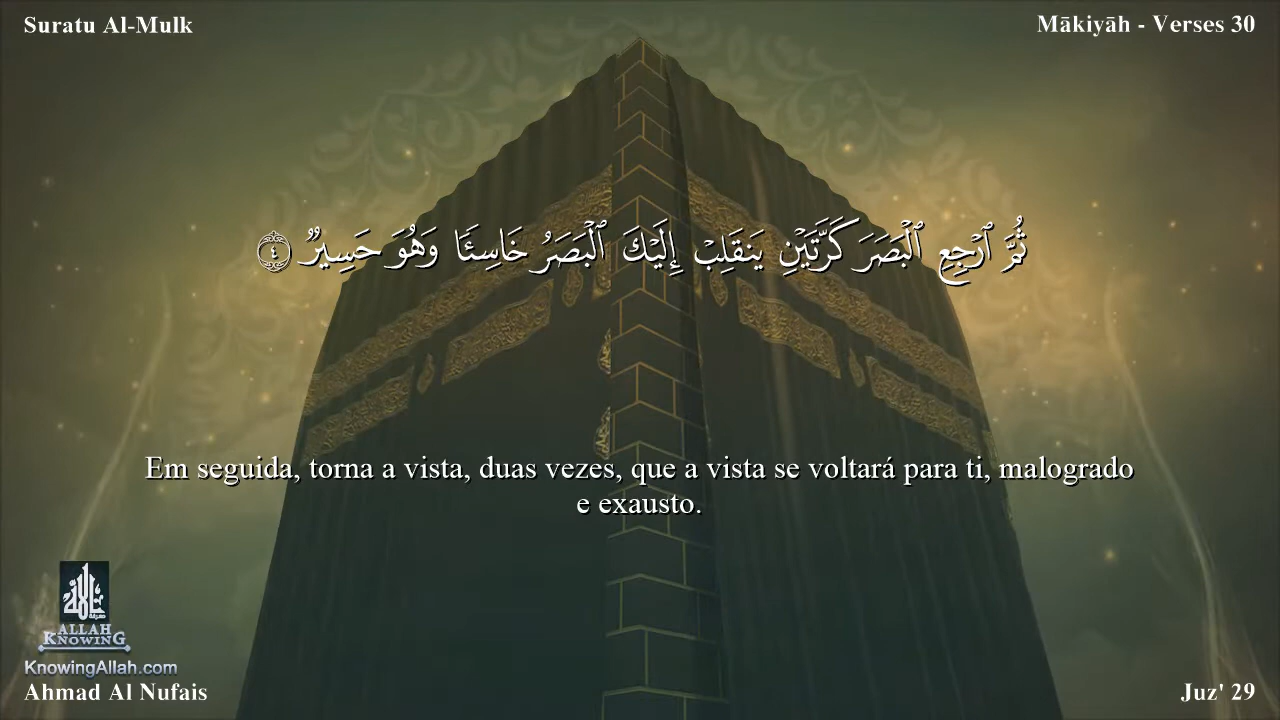 Suratu Al-Mulk
Mākiyāh - Verses 30
ثُمَّ ٱرْجِعِ ٱلْبَصَرَ كَرَّتَيْنِ يَنقَلِبْ إِلَيْكَ ٱلْبَصَرُ خَاسِئًا وَهُوَ حَسِيرٌ ٤
Em seguida, torna a vista, duas vezes, que a vista se voltará para ti, malogrado
e exausto.
ALLAH
KNOWING
KnowingAllah.com
Ahmad Al Nufais
Juz' 29